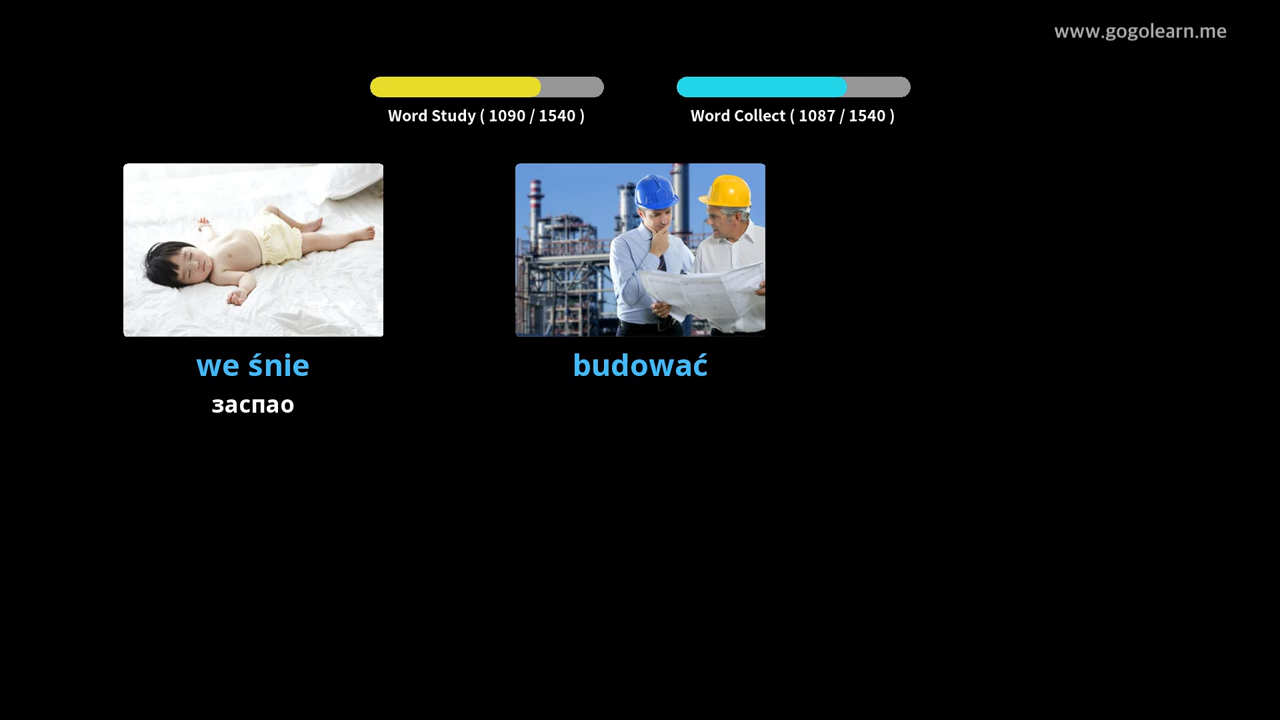 www.gogolearn.me
Word Study ( 1090 / 1540 )
Word Collect ( 1087 / 1540 )
we śnie
budować
заспао